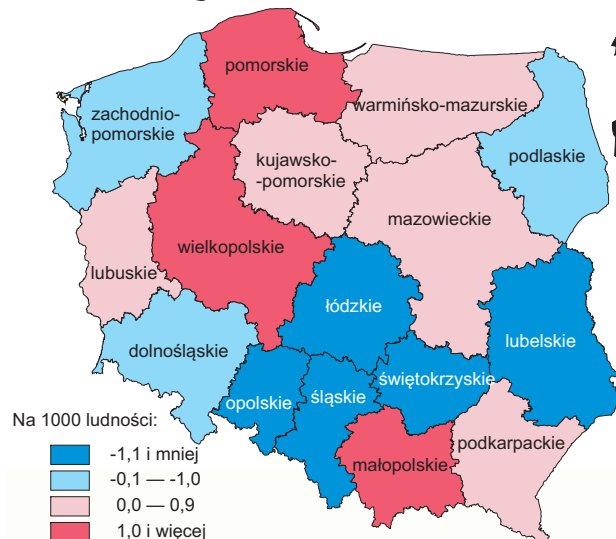 pomorskie
warmińsko-mazurskie
zachodnio-
pomorskie
kujawsko-
-pomorskie
podlaskie
mazowieckie
wielkopolskie
lubuskie
łódzkie
lubelskie
dolnośląskie
świętokrzyskie
opolskie
śląskie
podkarpackie
małopolskie
Na 1000 ludności:
-1,1 i mniej
-0,1 — -1,0
0,0 — 0,9
1,0 i więcej